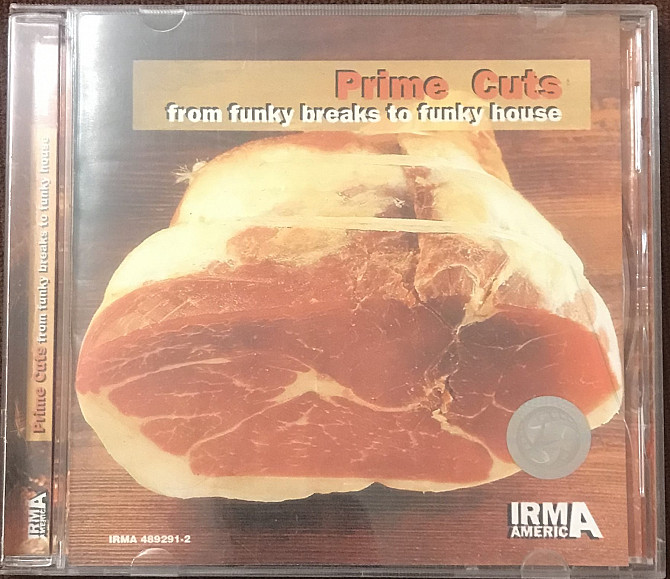 Prime Cuts
from funky breaks to funky house
Prime Cuts from funky breaks to funky house
IRMA
AMERICA
IRMA 489291-2
IRMA
AMERICA